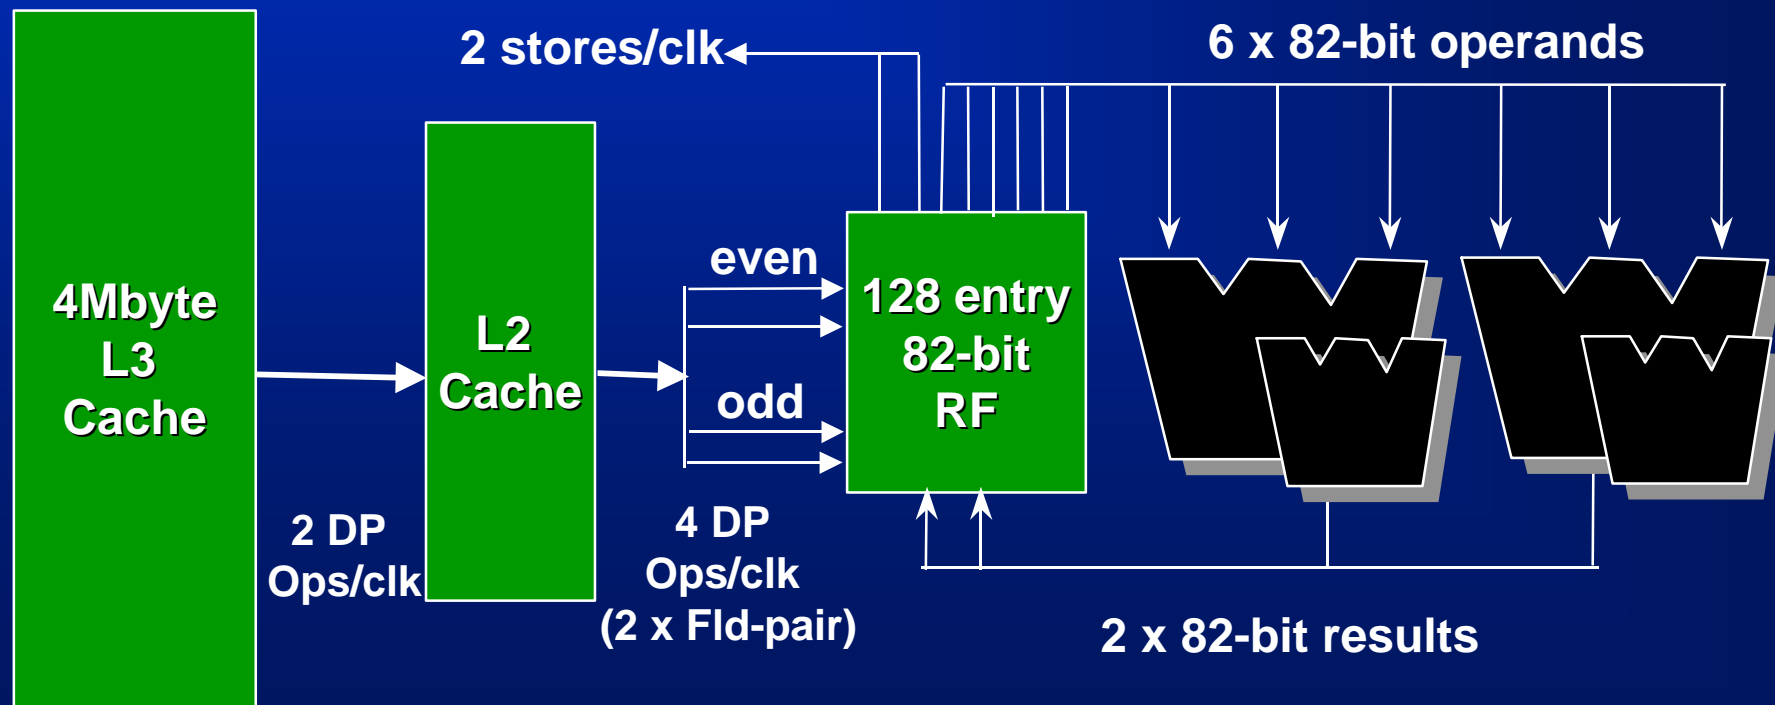 2 stores/clk
6 x 82-bit operands
4Mbyte
L3
Cache
2 DP
Ops/clk
L2
Cache
even
odd
4 DP
Ops/clk
(2 x Fld-pair)
128 entry
82-bit
RF
2 x 82-bit results